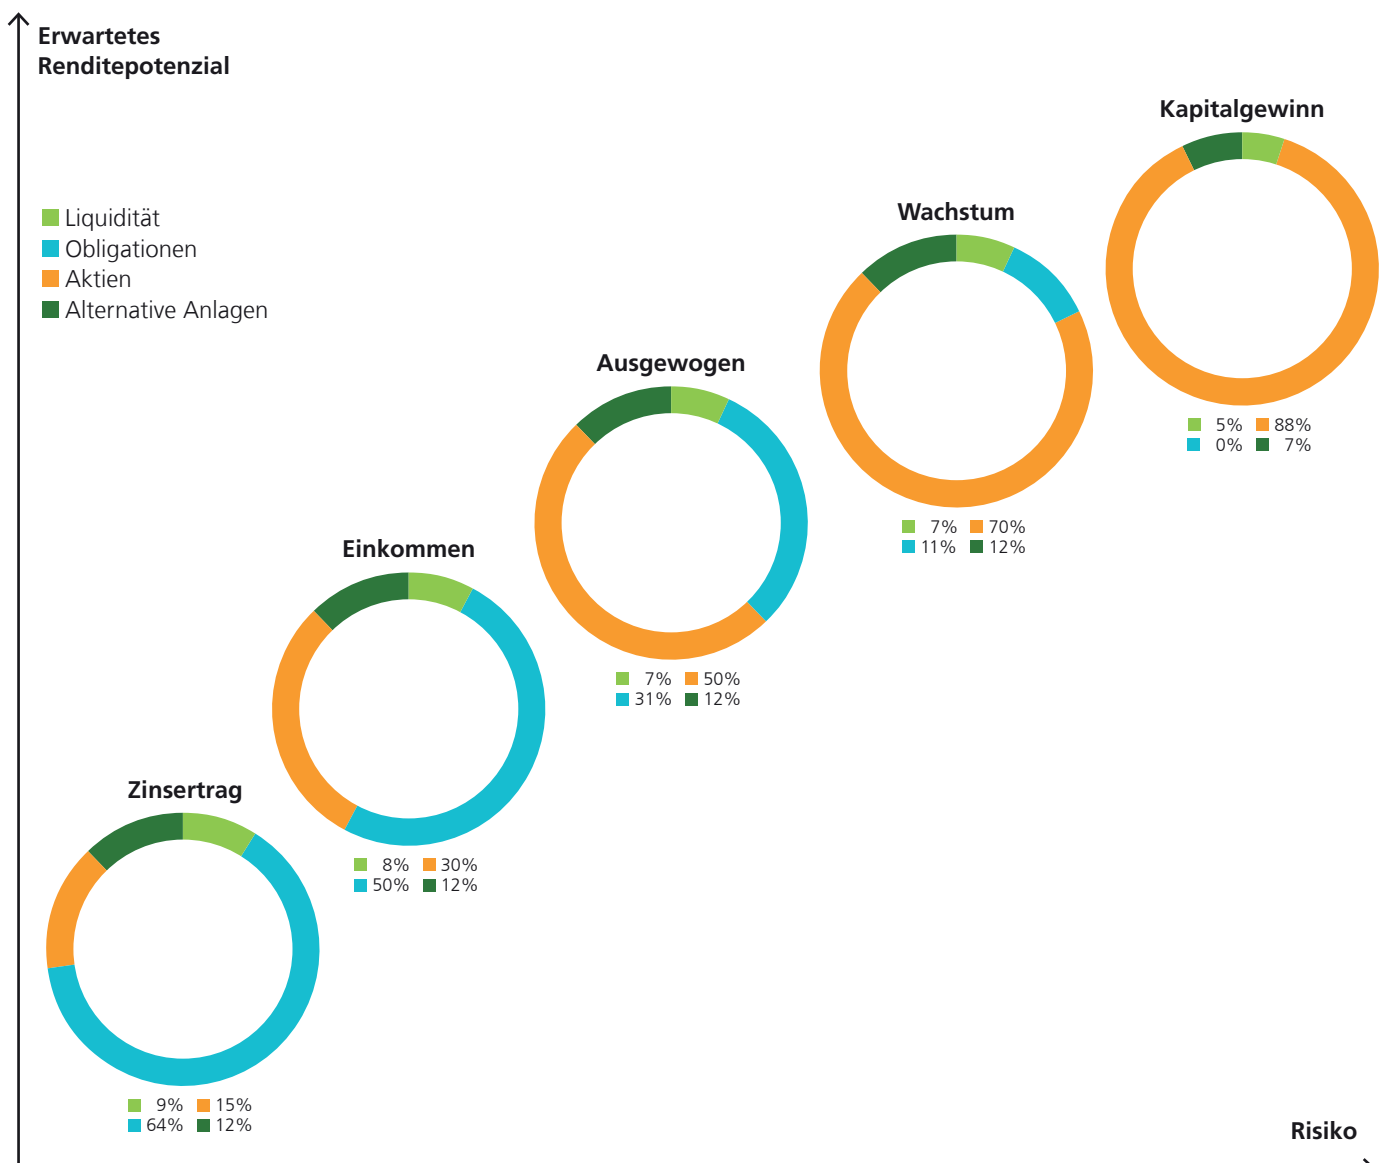 Erwartetes
Renditepotenzial
Liquidität
Obligationen
Aktien
Alternative Anlagen
Kapitalgewinn
5% 88%
0% 7%
Wachstum
7% 70%
11% 12%
Ausgewogen
7% 50%
31% 12%
Einkommen
8% 30%
50% 12%
Zinsertrag
9% 15%
64% 12%
Risiko